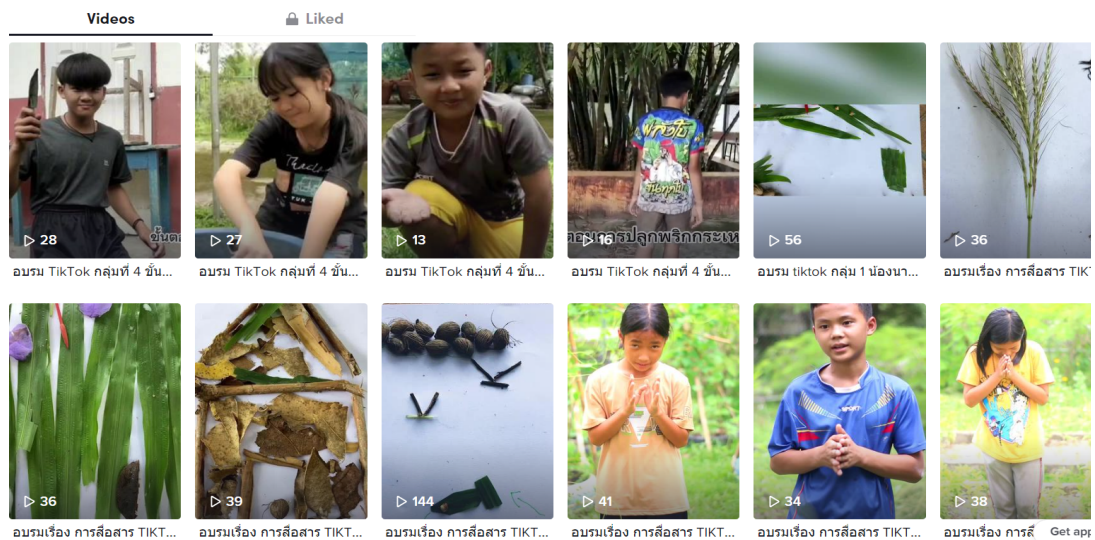 Videos
Liked
28
27
13
16
56
36
อบรม TikTok กลุ่มที่ 4 ขั้น...
อบรม TikTok กลุ่มที่ 4 ขั้น...
อบรม TikTok กลุ่มที่ 4 ขั้น...
อบรม TikTok กลุ่มที่ 4 ขั้น...
อบรม tiktok กลุ่ม 1 น้องนา...
อบรมเรื่อง การสื่อสาร TIKT
36
39
144
41
34
38
อบรมเรื่อง การสื่อสาร TIKT...
อบรมเรื่อง การสื่อสาร TIKT...
อบรมเรื่อง การสื่อสาร TIKT...
อบรมเรื่อง การสื่อสาร TIKT...
อบรมเรื่อง การสื่อสาร TIKT...
อบรมเรื่อง การสื่อ
Get app